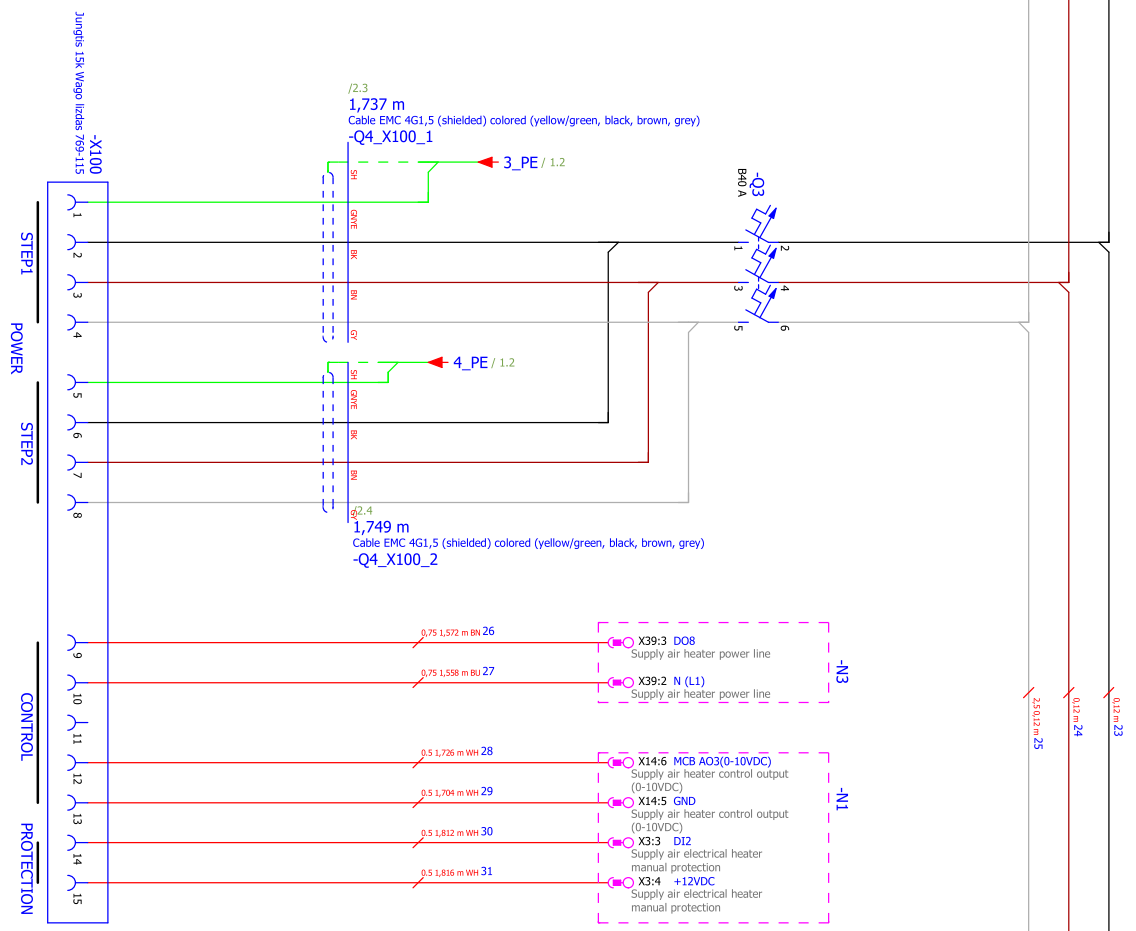 Jungtis 15k Wago lizdas 769-115
-X100
/2.3
1,737 m
Cable EMC 4G1,5 (shielded) colored (yellow/green, black, brown, grey)
-Q4_X100_1
3_PE / 1.2
SH
GNYE
BK
BN
GY
-Q3
B40 A
1
2
3
4
5
6
1
2
3
4
STEP1
POWER
4_PE / 1.2
SH
GNYE
BK
BN
GY
5
6
7
8
STEP2
/2.4
1,749 m
Cable EMC 4G1,5 (shielded) colored (yellow/green, black, brown, grey)
-Q4_X100_2
9
10
11
12
13
CONTROL
14
15
PROTECTION
0,75 1,572 m BN 26
0,75 1,558 m BU 27
0.5 1,726 m WH 28
0.5 1,704 m WH 29
0.5 1,812 m WH 30
0.5 1,816 m WH 31
X39:3 DO8
Supply air heater power line
X39:2 N (L1)
Supply air heater power line
-N3
X14:6 MCB AO3(0-10VDC)
Supply air heater control output
(0-10VDC)
X14:5 GND
Supply air heater control output
(0-10VDC)
X3:3 DI2
Supply air electrical heater
manual protection
X3:4 +12VDC
Supply air electrical heater
manual protection
-N1
2,5 0,12 m 25
0,12 m 24
0,12 m 23